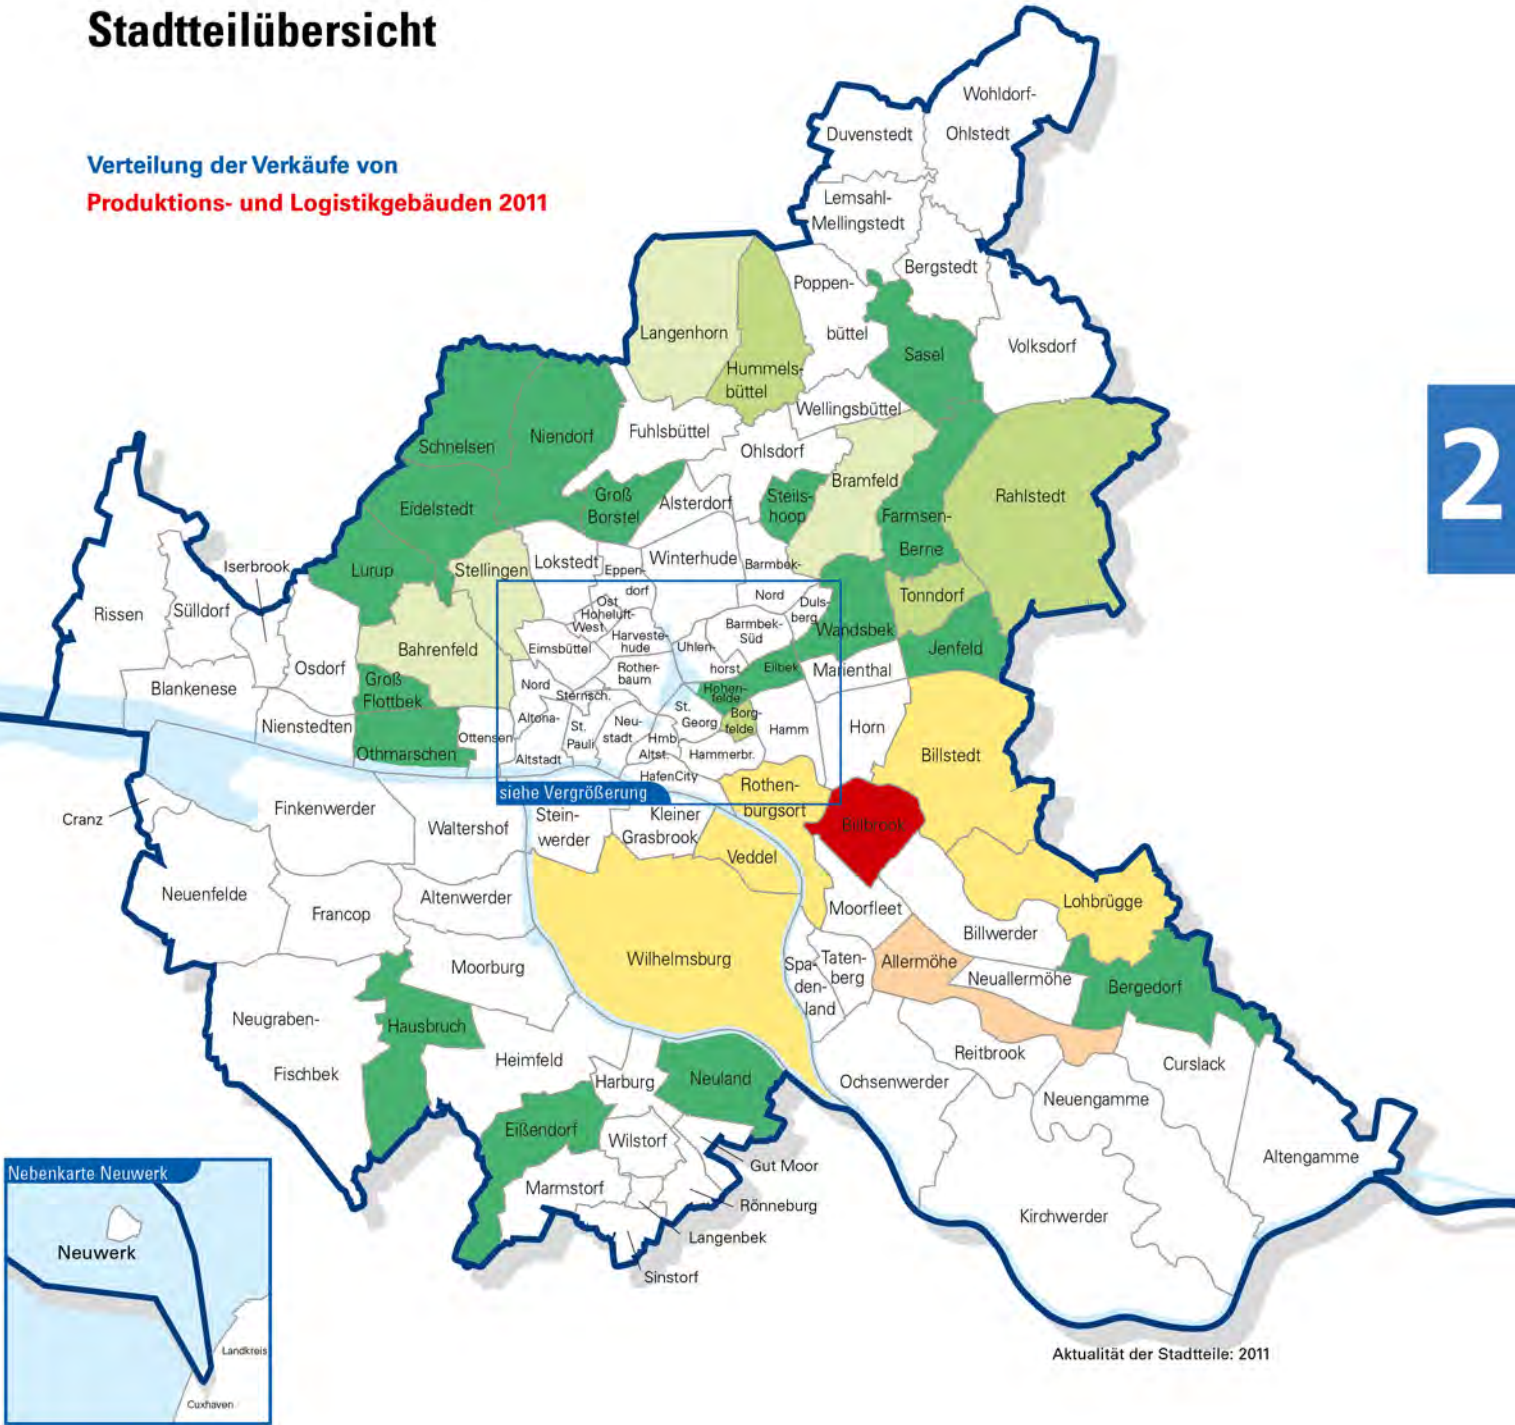 Stadtteilübersicht
Verteilung der Verkäufe von
Produktions- und Logistikgebäuden 2011
2
Wohldorf-
Ohlstedt
Duvenstedt
Lemsahl-
Mellingstedt
Bergstedt
Poppen-
büttel
Volksdorf
Sasel
Langenhorn
Hummels-
büttel
Wellingsbüttel
Schnelsen
Niendorf
Fuhlsbüttel
Ohlsdorf
Bramfeld
Rahlstedt
Eidelstedt
Groß
Borstel
Alsterdorf
Steils-
hoop
Farmsen-
Berne
Lurup
Stellingen
Lokstedt
Eppen-
dorf
Winterhude
Barmbek-
Nord
Duls-
berg
Tonndorf
Iserbrook
Rissen
Sülldorf
Osdorf
Bahrenfeld
Ost
Hoheluft-
West
Eimsbüttel
Harveste-
hude
Barmbek-
Süd
Uhlen-
horst
Wandsbek
Jenfeld
Blankenese
Groß
Flottbek
Rother-
baum
Eilbek
Marienthal
Nienstedten
Othmarschen
Ottensen
Nord
Altona-
Altstadt
Sternsch.
St.
Pauli
Neu-
stadt
Hmb.
Altst.
St.
Georg
Hohen-
felde
Borg-
felde
Hamm
Horn
Hammerbr.
HafenCity
Billstedt
siehe Vergrößerung
Rothen-
burgsort
Billbrook
Cranz
Finkenwerder
Waltershof
Stein-
werder
Kleiner
Grasbrook
Veddel
Neuenfelde
Francop
Altenwerder
Moorfleet
Lohbrügge
Billwerder
Moorburg
Wilhelmsburg
Spa-
den-
land
Taten-
berg
Allermöhe
Neuallermöhe
Bergedorf
Neugraben-
Fischbek
Hausbruch
Heimfeld
Harburg
Neuland
Ochsenwerder
Reitbrook
Curslack
Neuengamme
Eißendorf
Wilstorf
Gut Moor
Altengamme
Marmstorf
Rönneburg
Kirchwerder
Langenbek
Sinstorf
Nebenkarte Neuwerk
Neuwerk
Landkreis
Cuxhaven
Aktualität der Stadtteile: 2011